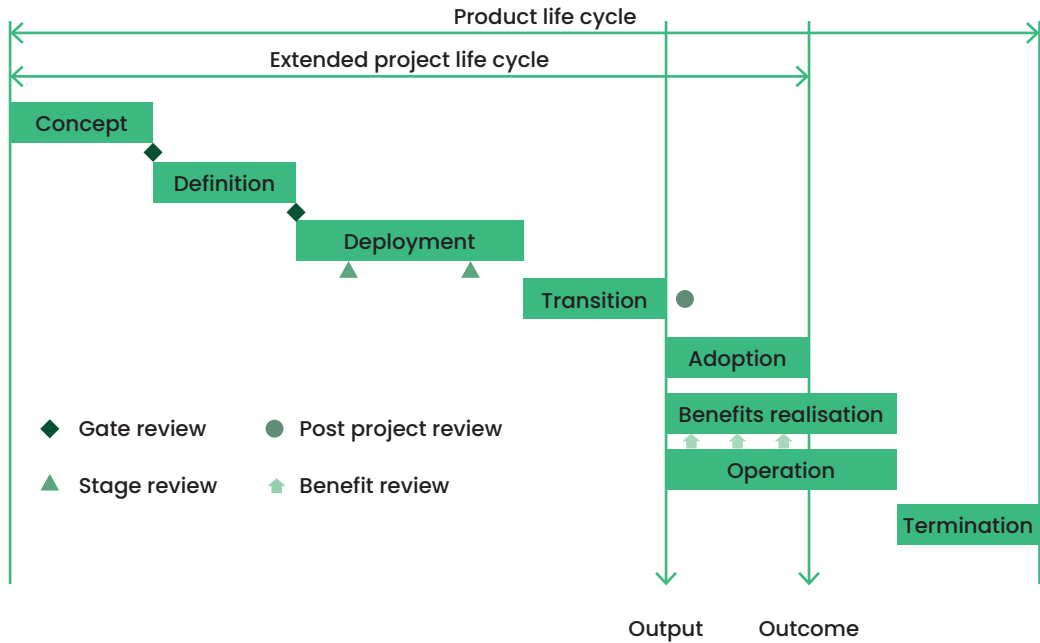 Product life cycle
Extended project life cycle
Concept
Definition
Deployment
Transition
Adoption
Benefits realisation
Operation
Termination
Gate review
Post project review
Stage review
Benefit review
Output
Outcome